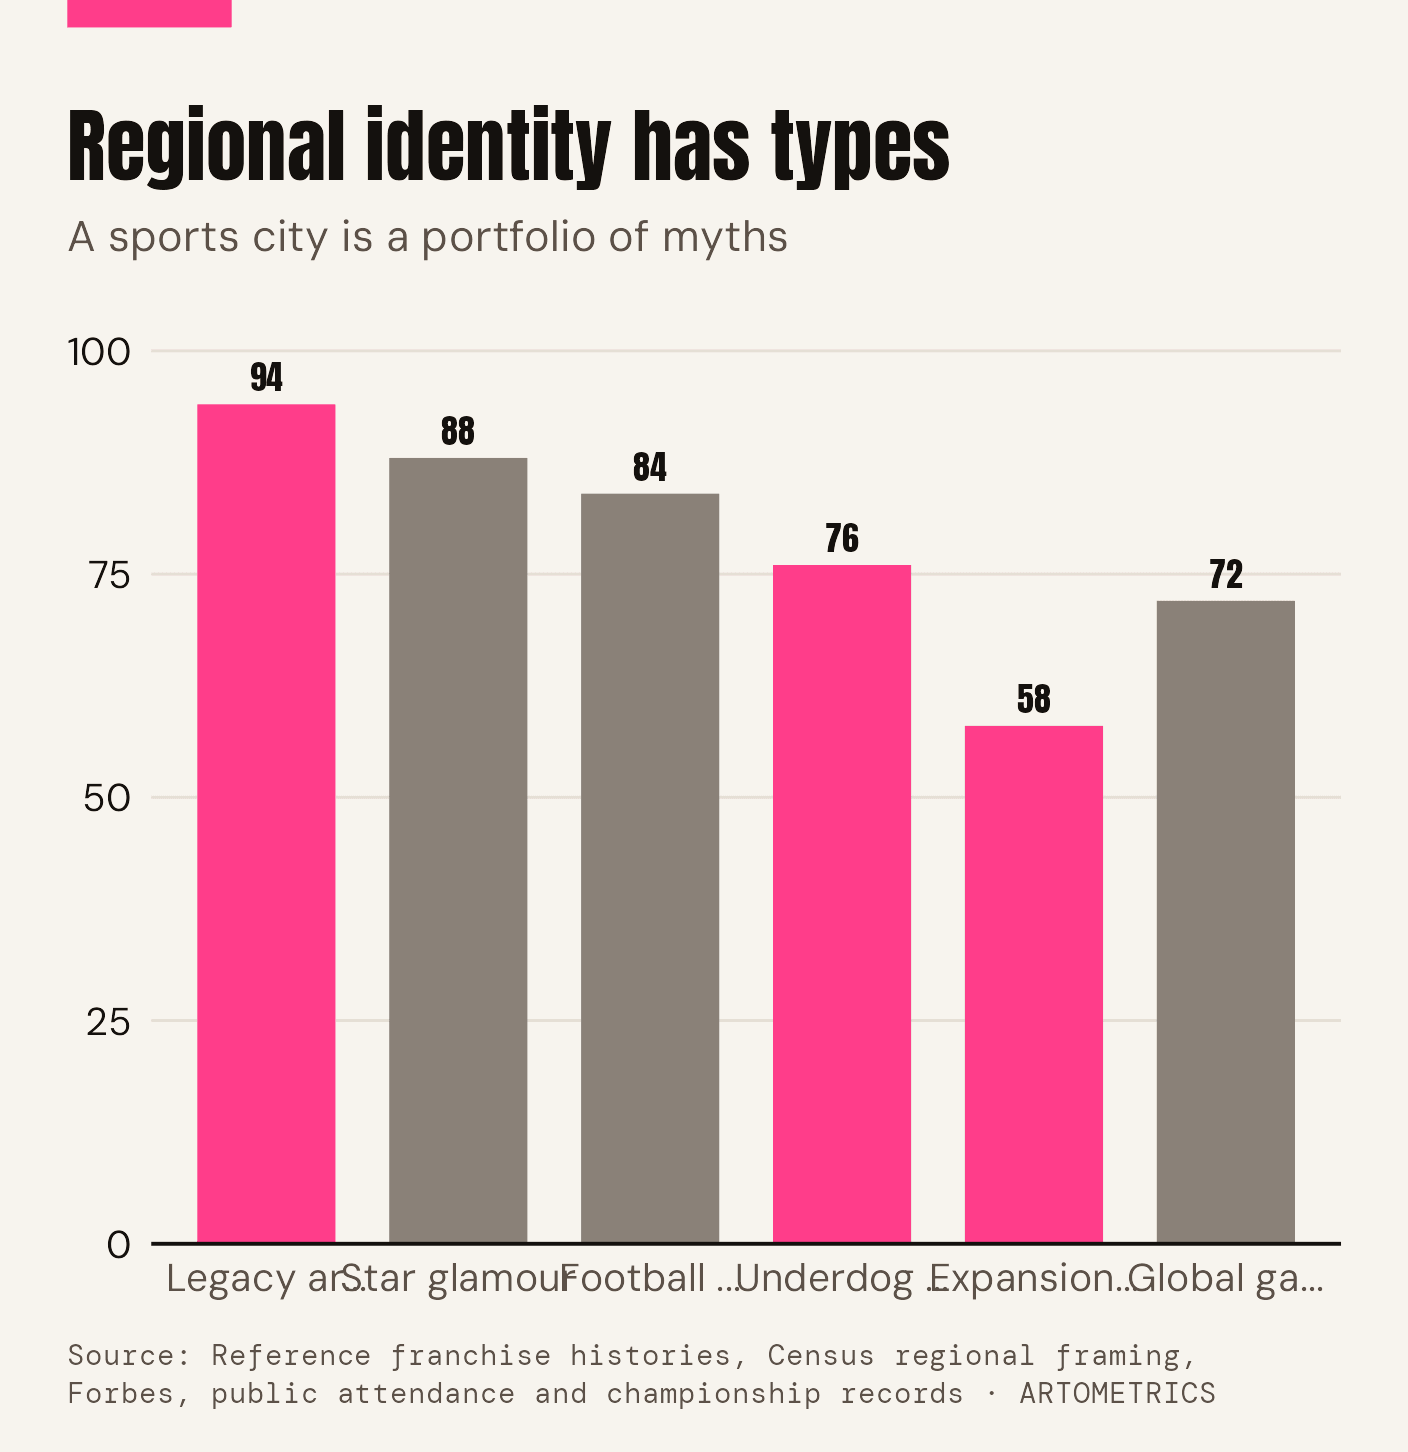 Regional identity has types
A sports city is a portfolio of myths
100
94
88
84
76
75
72
58
50
25
0
Legacy ar...
Star glamour
Football ...
Underdog ...
Expansion...
Global ga...
Source: Reference franchise histories, Census regional framing,
Forbes, public attendance and championship records · ARTOMETRICS